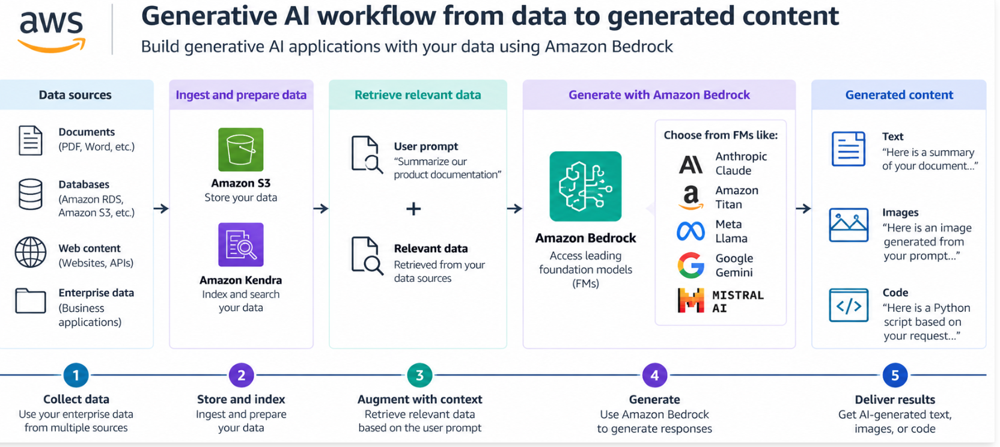 aws
Generative AI workflow from data to generated content
Build generative AI applications with your data using Amazon Bedrock
Data sources
Documents
(PDF, Word, etc.)
Databases
(Amazon RDS,
Amazon S3, etc.)
Web content
(Websites, APIs)
Enterprise data
(Business
applications)
Ingest and prepare data
Amazon S3
Store your data
Amazon Kendra
Index and search
your data
Retrieve relevant data
User prompt
“Summarize our
product documentation”
+
Relevant data
Retrieved from your
data sources
Generate with Amazon Bedrock
Amazon Bedrock
Access leading
foundation models
(FMs)
Choose from FMs like:
Anthropic
Claude
Amazon
Titan
Meta
Llama
Google
Gemini
MISTRAL
AI
Generated content
Text
“Here is a summary
of your document...”
Images
“Here is an image
generated from
your prompt...”
Code
“Here is a Python
script based on
your request...”
1
Collect data
Use your enterprise data
from multiple sources
2
Store and index
Ingest and prepare
your data
3
Augment with context
Retrieve relevant data
based on the user prompt
4
Generate
Use Amazon Bedrock
to generate responses
5
Deliver results
Get AI-generated text,
images, or code